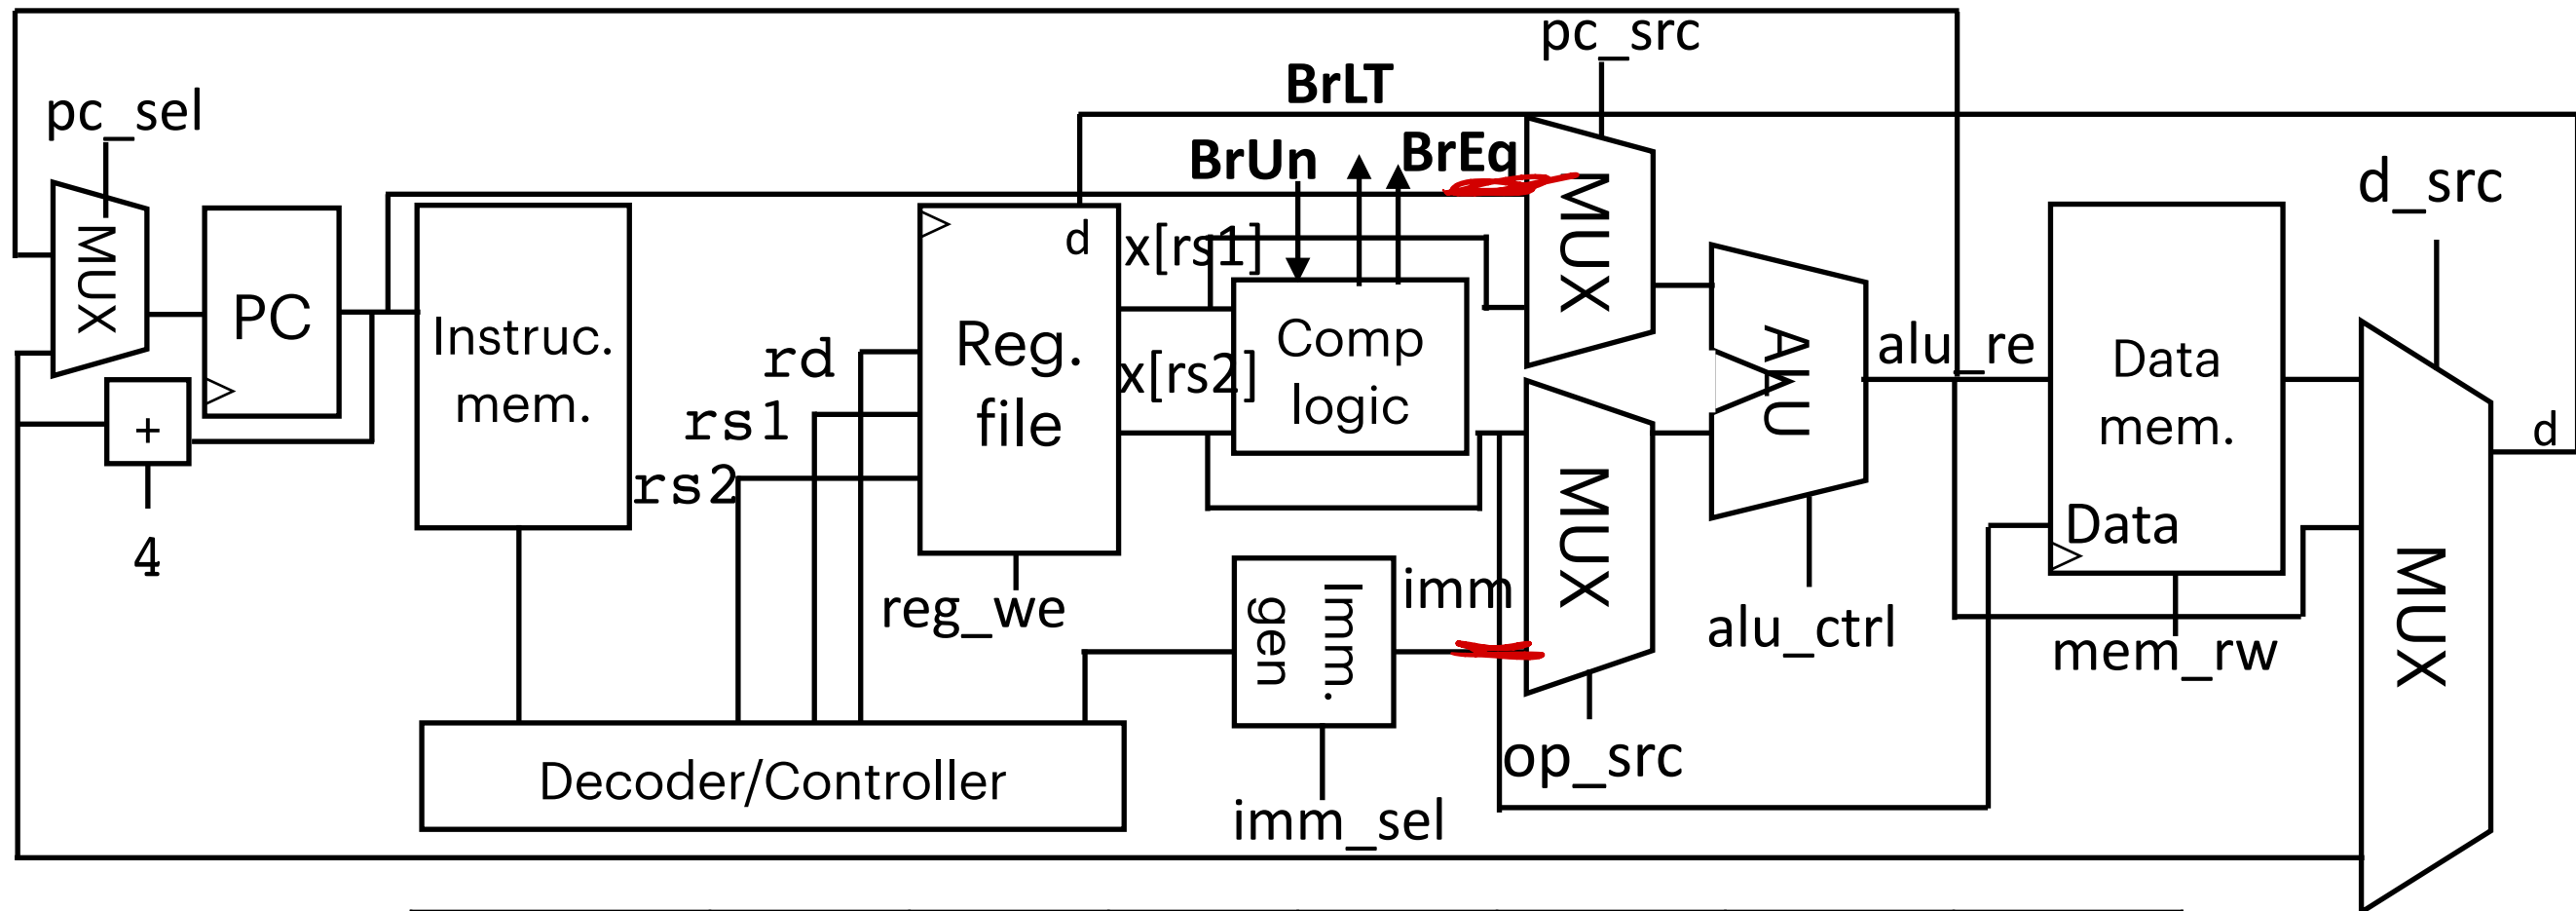 pc_src
BrLT
pc_sel
BrUn
BrEq
d_src
MUX
PC
Instruc.
mem.
+
4
rd
rs1
rs2
d
Reg.
file
reg_we
x[rs1]
x[rs2]
Comp
logic
MUX
MUX
ALU
alu_re
alu_ctrl
Data
mem.
Data
mem_rw
d
MUX
Imm.
gen
imm
op_src
imm_sel
Decoder/Controller